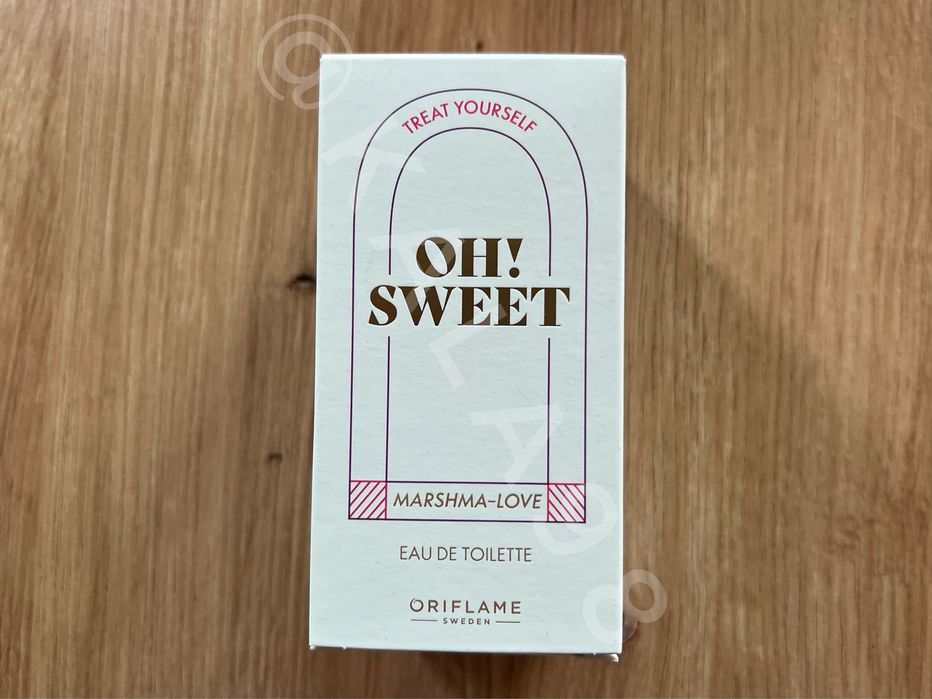 TREAT YOURSELF
OH!
SWEET
MARSHMA-LOVE
EAU DE TOILETTE
ORIFLAME
SWEDEN